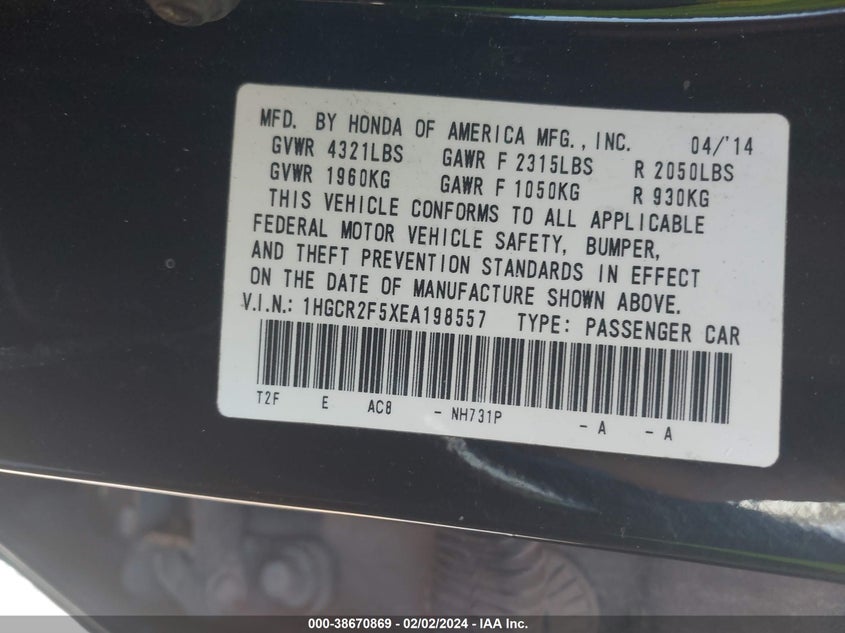 MFD. BY HONDA OF AMERICA MFG., INC. 04/'14
GVWR 4321LBS GAWR F 2315LBS R 2050LBS
GVWR 1960KG GAWR F 1050KG R 930KG
THIS VEHICLE CONFORMS TO ALL APPLICABLE
FEDERAL MOTOR VEHICLE SAFETY, BUMPER,
AND THEFT PREVENTION STANDARDS IN EFFECT
ON THE DATE OF MANUFACTURE SHOWN ABOVE.
V.I.N.: 1HGCR2F5XEA198557 TYPE: PASSENGER CAR
T2F E AC8 - NH731P - A - A
000-38670869 | 02/02/2024 - IAA Inc.